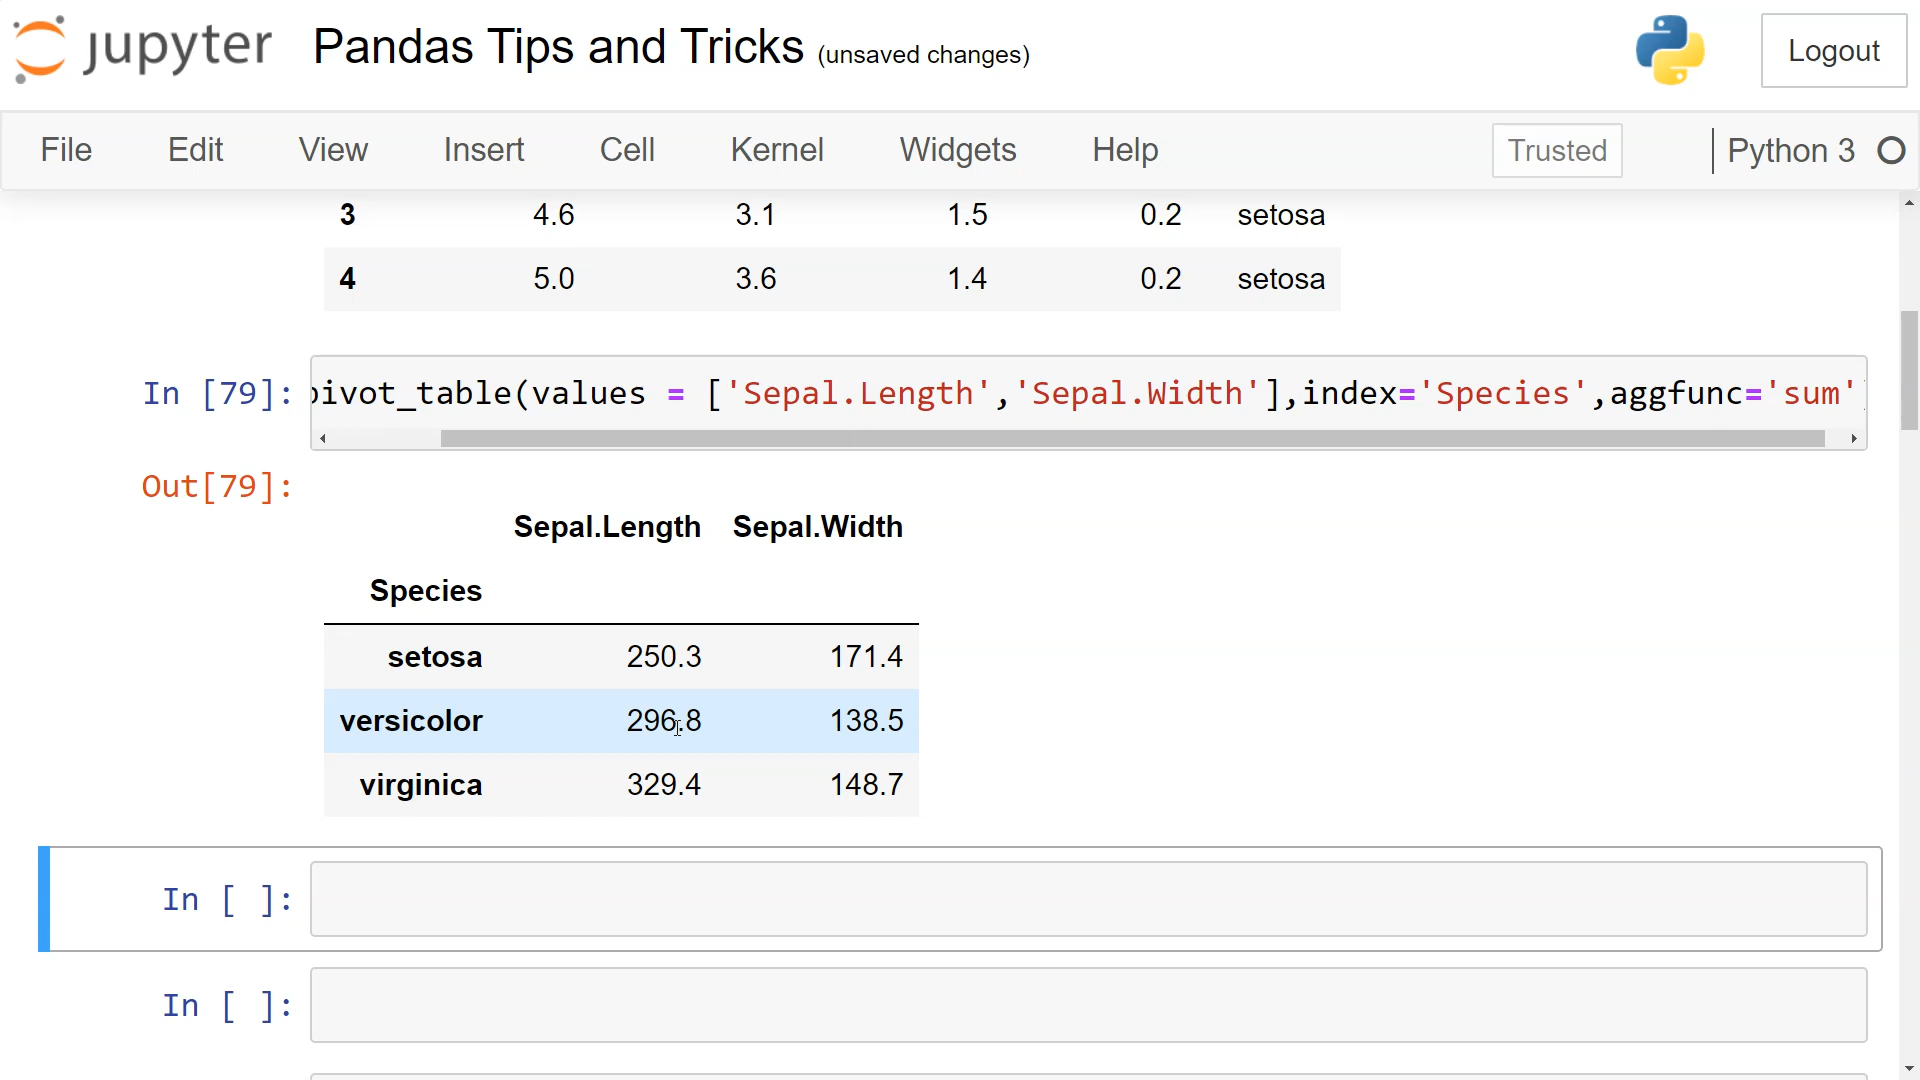 jupyter Pandas Tips and Tricks (unsaved changes) Logout
File Edit View Insert Cell Kernel Widgets Help Trusted Python 3
3 4.6 3.1 1.5 0.2 setosa
4 5.0 3.6 1.4 0.2 setosa
In [79]: pivot_table(values = ['Sepal.Length','Sepal.Width'],index='Species',aggfunc='sum'
Out[79]:
Sepal.Length Sepal.Width
Species
setosa 250.3 171.4
versicolor 296.8 138.5
virginica 329.4 148.7
In [ ]:
In [ ]: